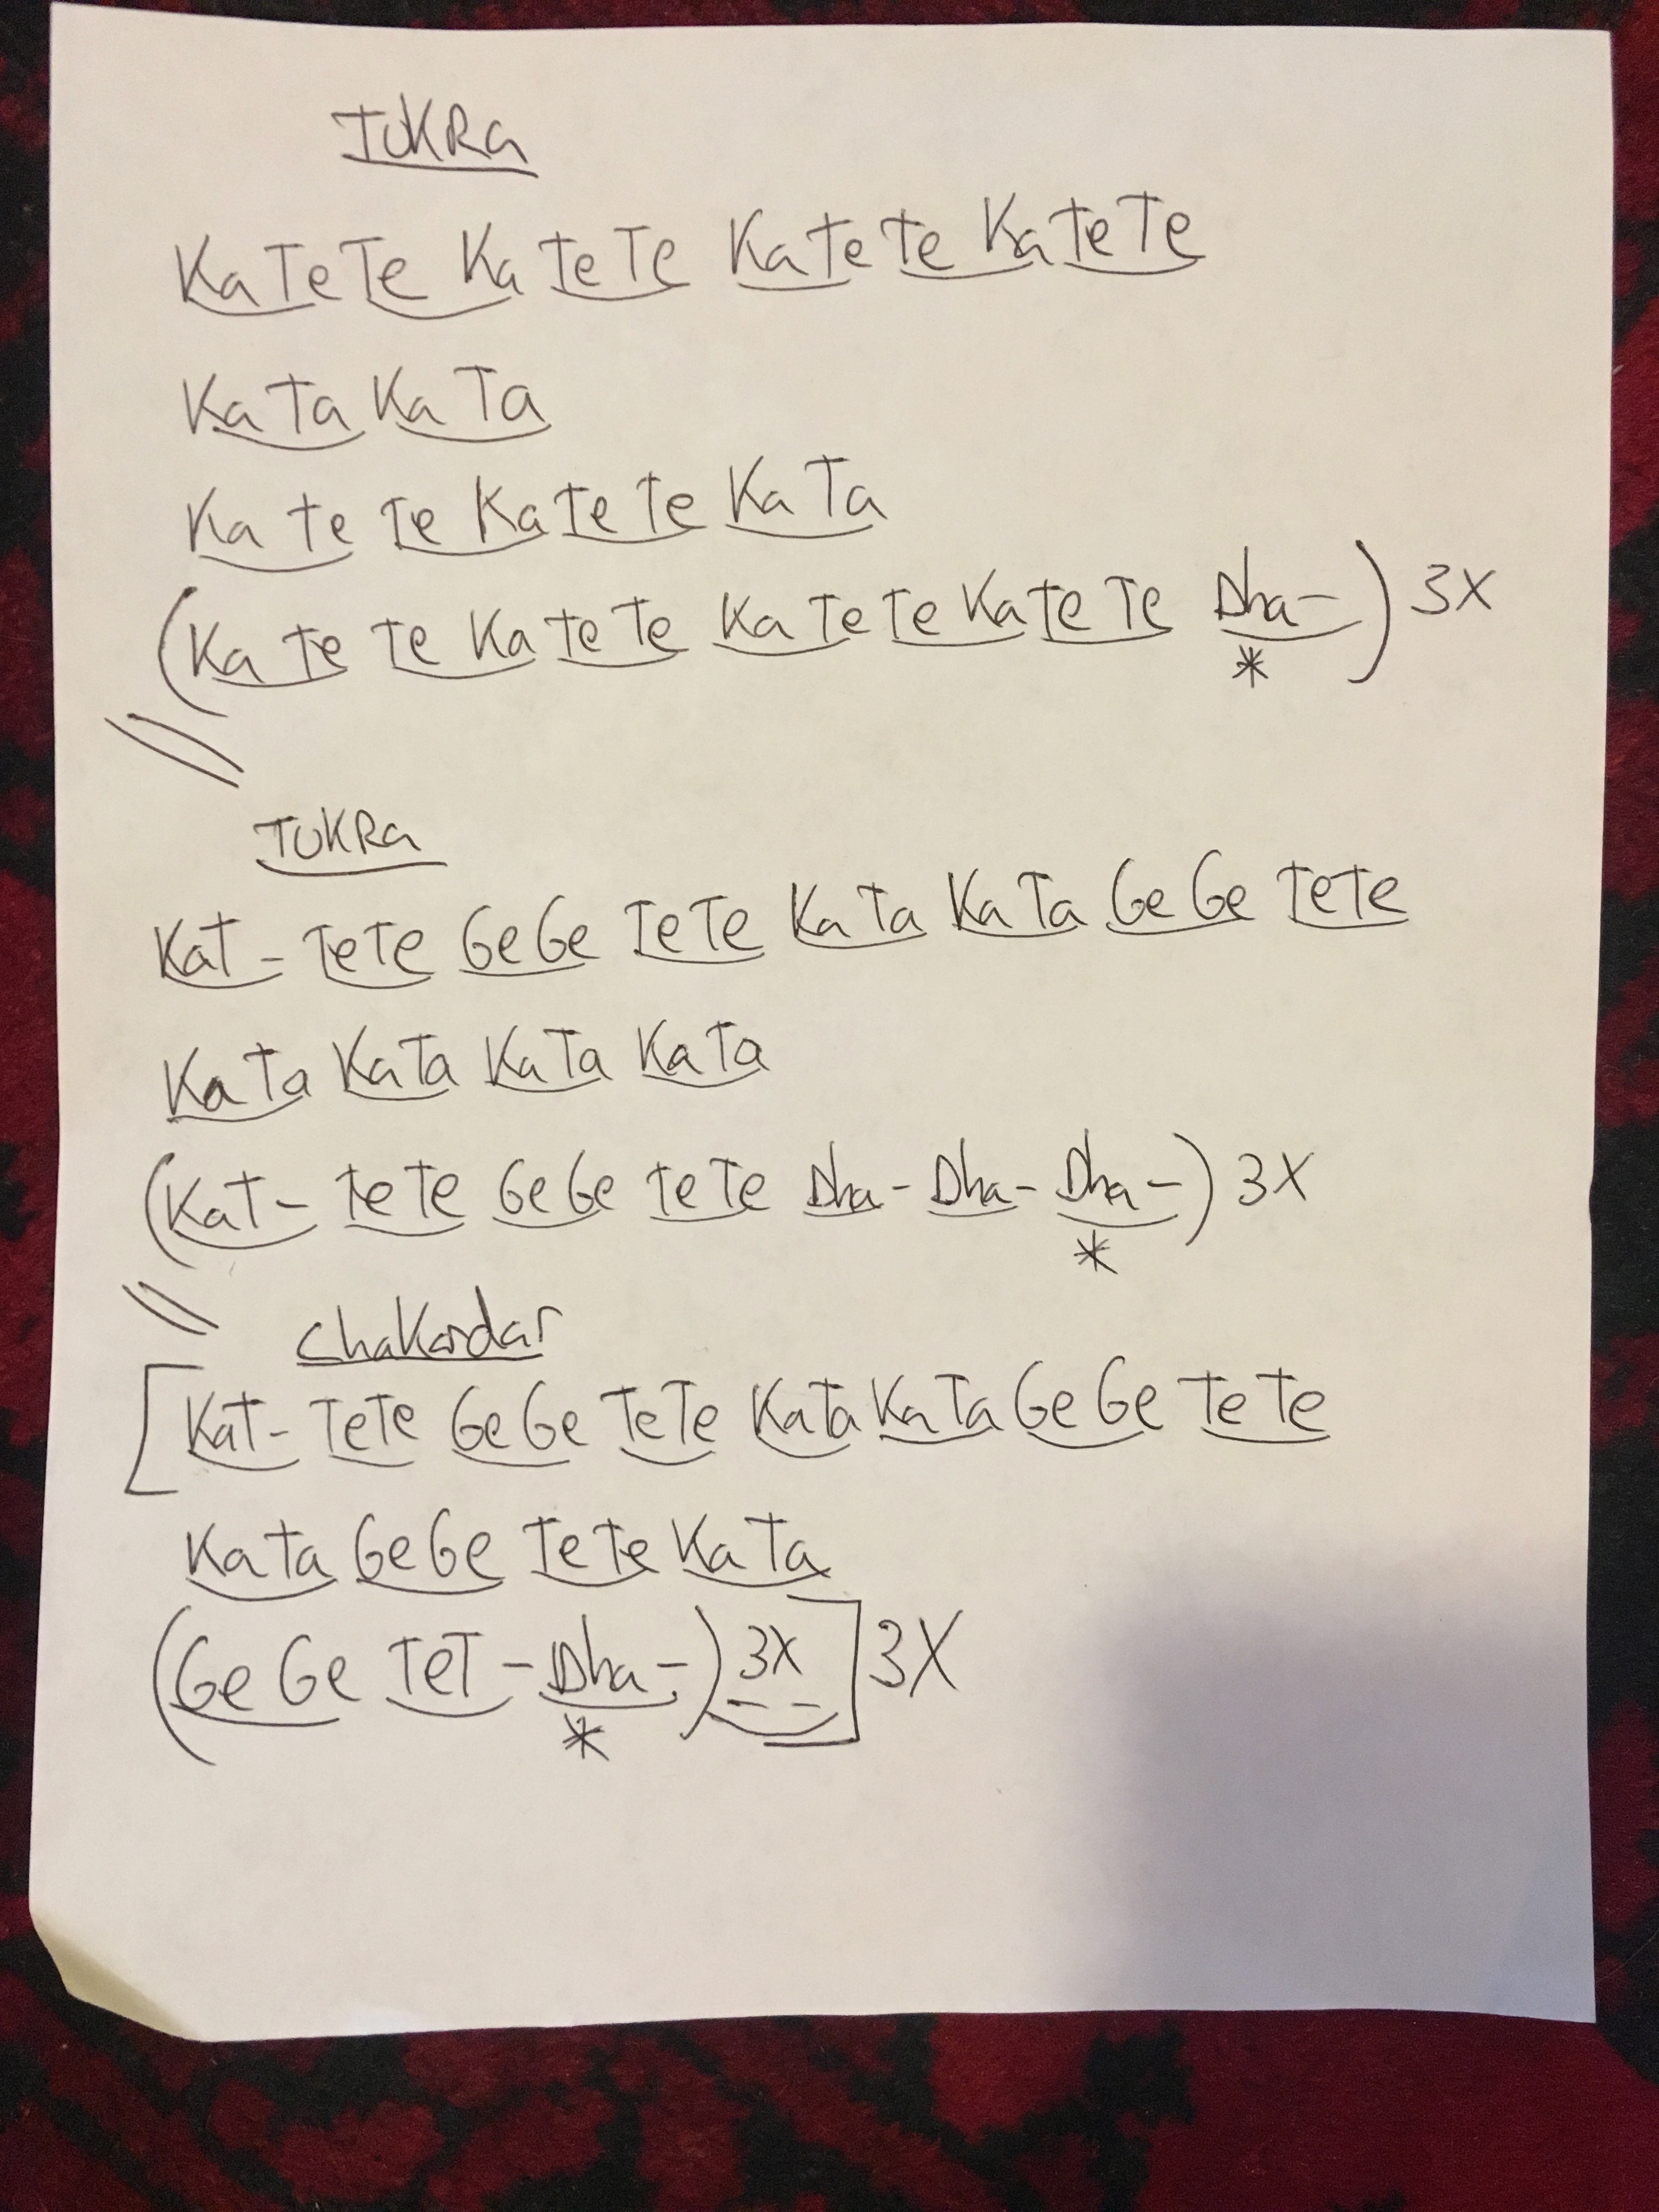 TUKRa
KaTeTe KaTeTe KaTeTe KaTeTe
KaTa KaTa
KaTeTe KaTeTe KaTa
(KaTeTe KaTeTe KaTeTe KaTeTe Dha-) 3X
*
TUKRa
KaT- TeTe GeGe TeTe KaTa KaTa GeGe TeTe
KaTa KaTa KaTa KaTa
(KaT- TeTe GeGe TeTe Dha- Dha- Dha-) 3X
*
Chakardar
[KaT- TeTe GeGe TeTe KaTa KaTa GeGe TeTe
KaTa GeGe TeTe KaTa
(GeGe TeT- Dha-) 3X - -] 3X
*